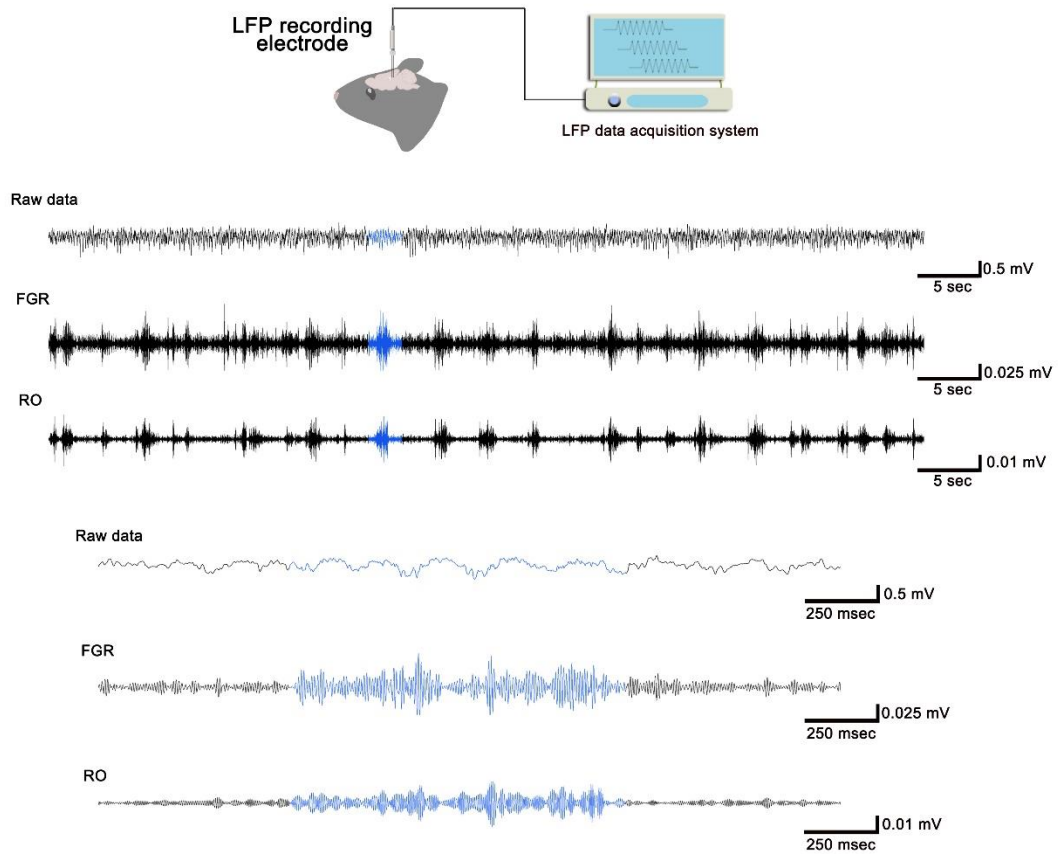 LFP recording
electrode
LFP data acquisition system
Raw data
0.5 mV
5 sec
FGR
0.025 mV
5 sec
RO
0.01 mV
5 sec
Raw data
0.5 mV
250 msec
FGR
0.025 mV
250 msec
RO
0.01 mV
250 msec